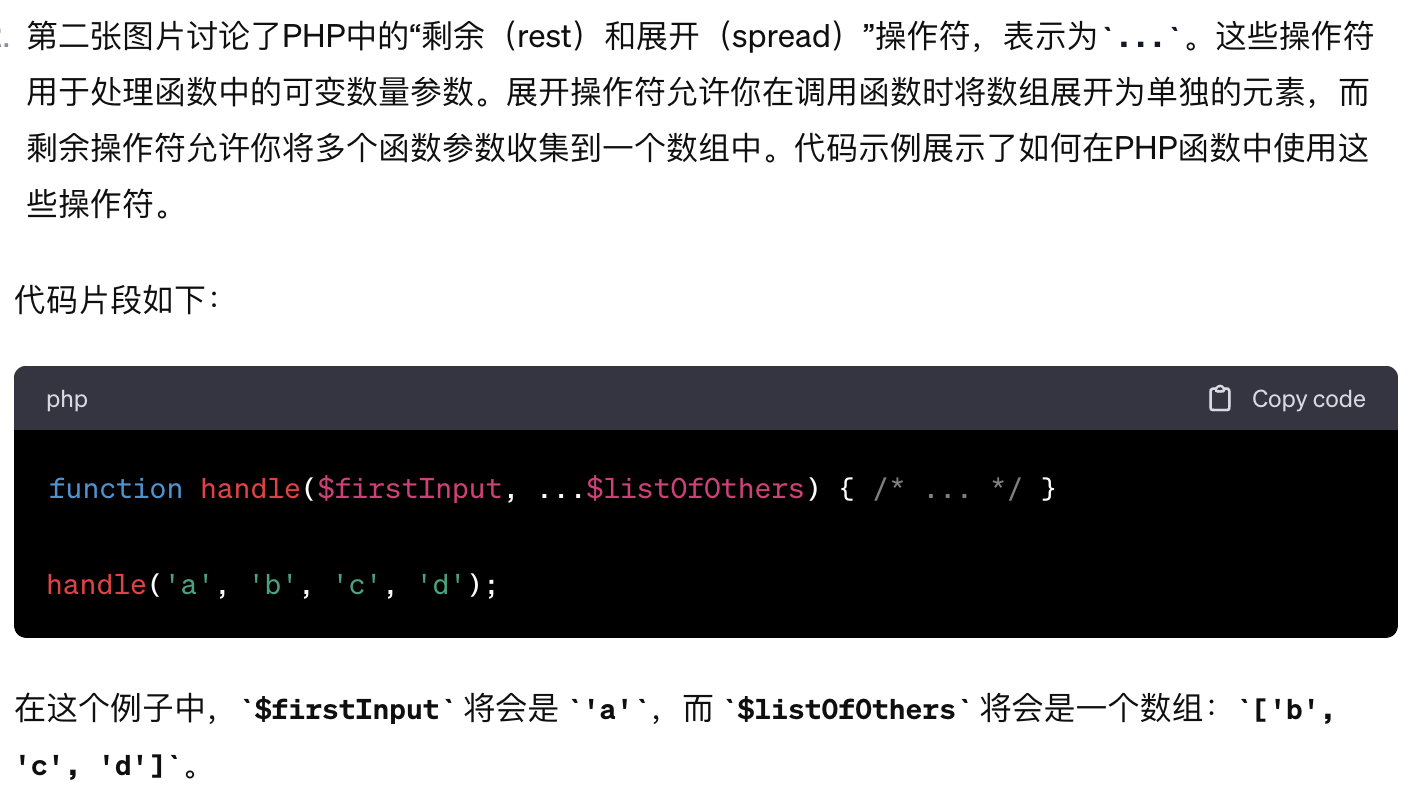 第二张图片讨论了PHP中的“剩余（rest）和展开（spread）”操作符，表示为`...`。这些操作符
用于处理函数中的可变数量参数。展开操作符允许你在调用函数时将数组展开为单独的元素，而
剩余操作符允许你将多个函数参数收集到一个数组中。代码示例展示了如何在PHP函数中使用这
些操作符。
代码片段如下：
php Copy code
function handle($firstInput, ...$listOfOthers) { /* ... */ }
handle('a', 'b', 'c', 'd');
在这个例子中，`$firstInput` 将会是 `'a'`，而 `$listOfOthers` 将会是一个数组：`['b',
'c', 'd']`。